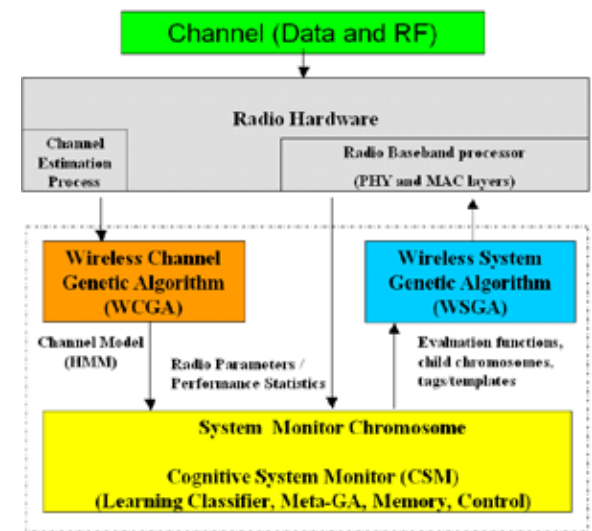 Channel (Data and RF)
Radio Hardware
Channel
Estimation
Process
Radio Baseband processor
(PHY and MAC layers)
Wireless Channel
Genetic Algorithm
(WCGA)
Wireless System
Genetic Algorithm
(WSGA)
Channel Model
(HMM)
Radio Parameters /
Performance Statistics
Evaluation functions,
child chromosomes,
tags/templates
System Monitor Chromosome
Cognitive System Monitor (CSM)
(Learning Classifier, Meta-GA, Memory, Control)